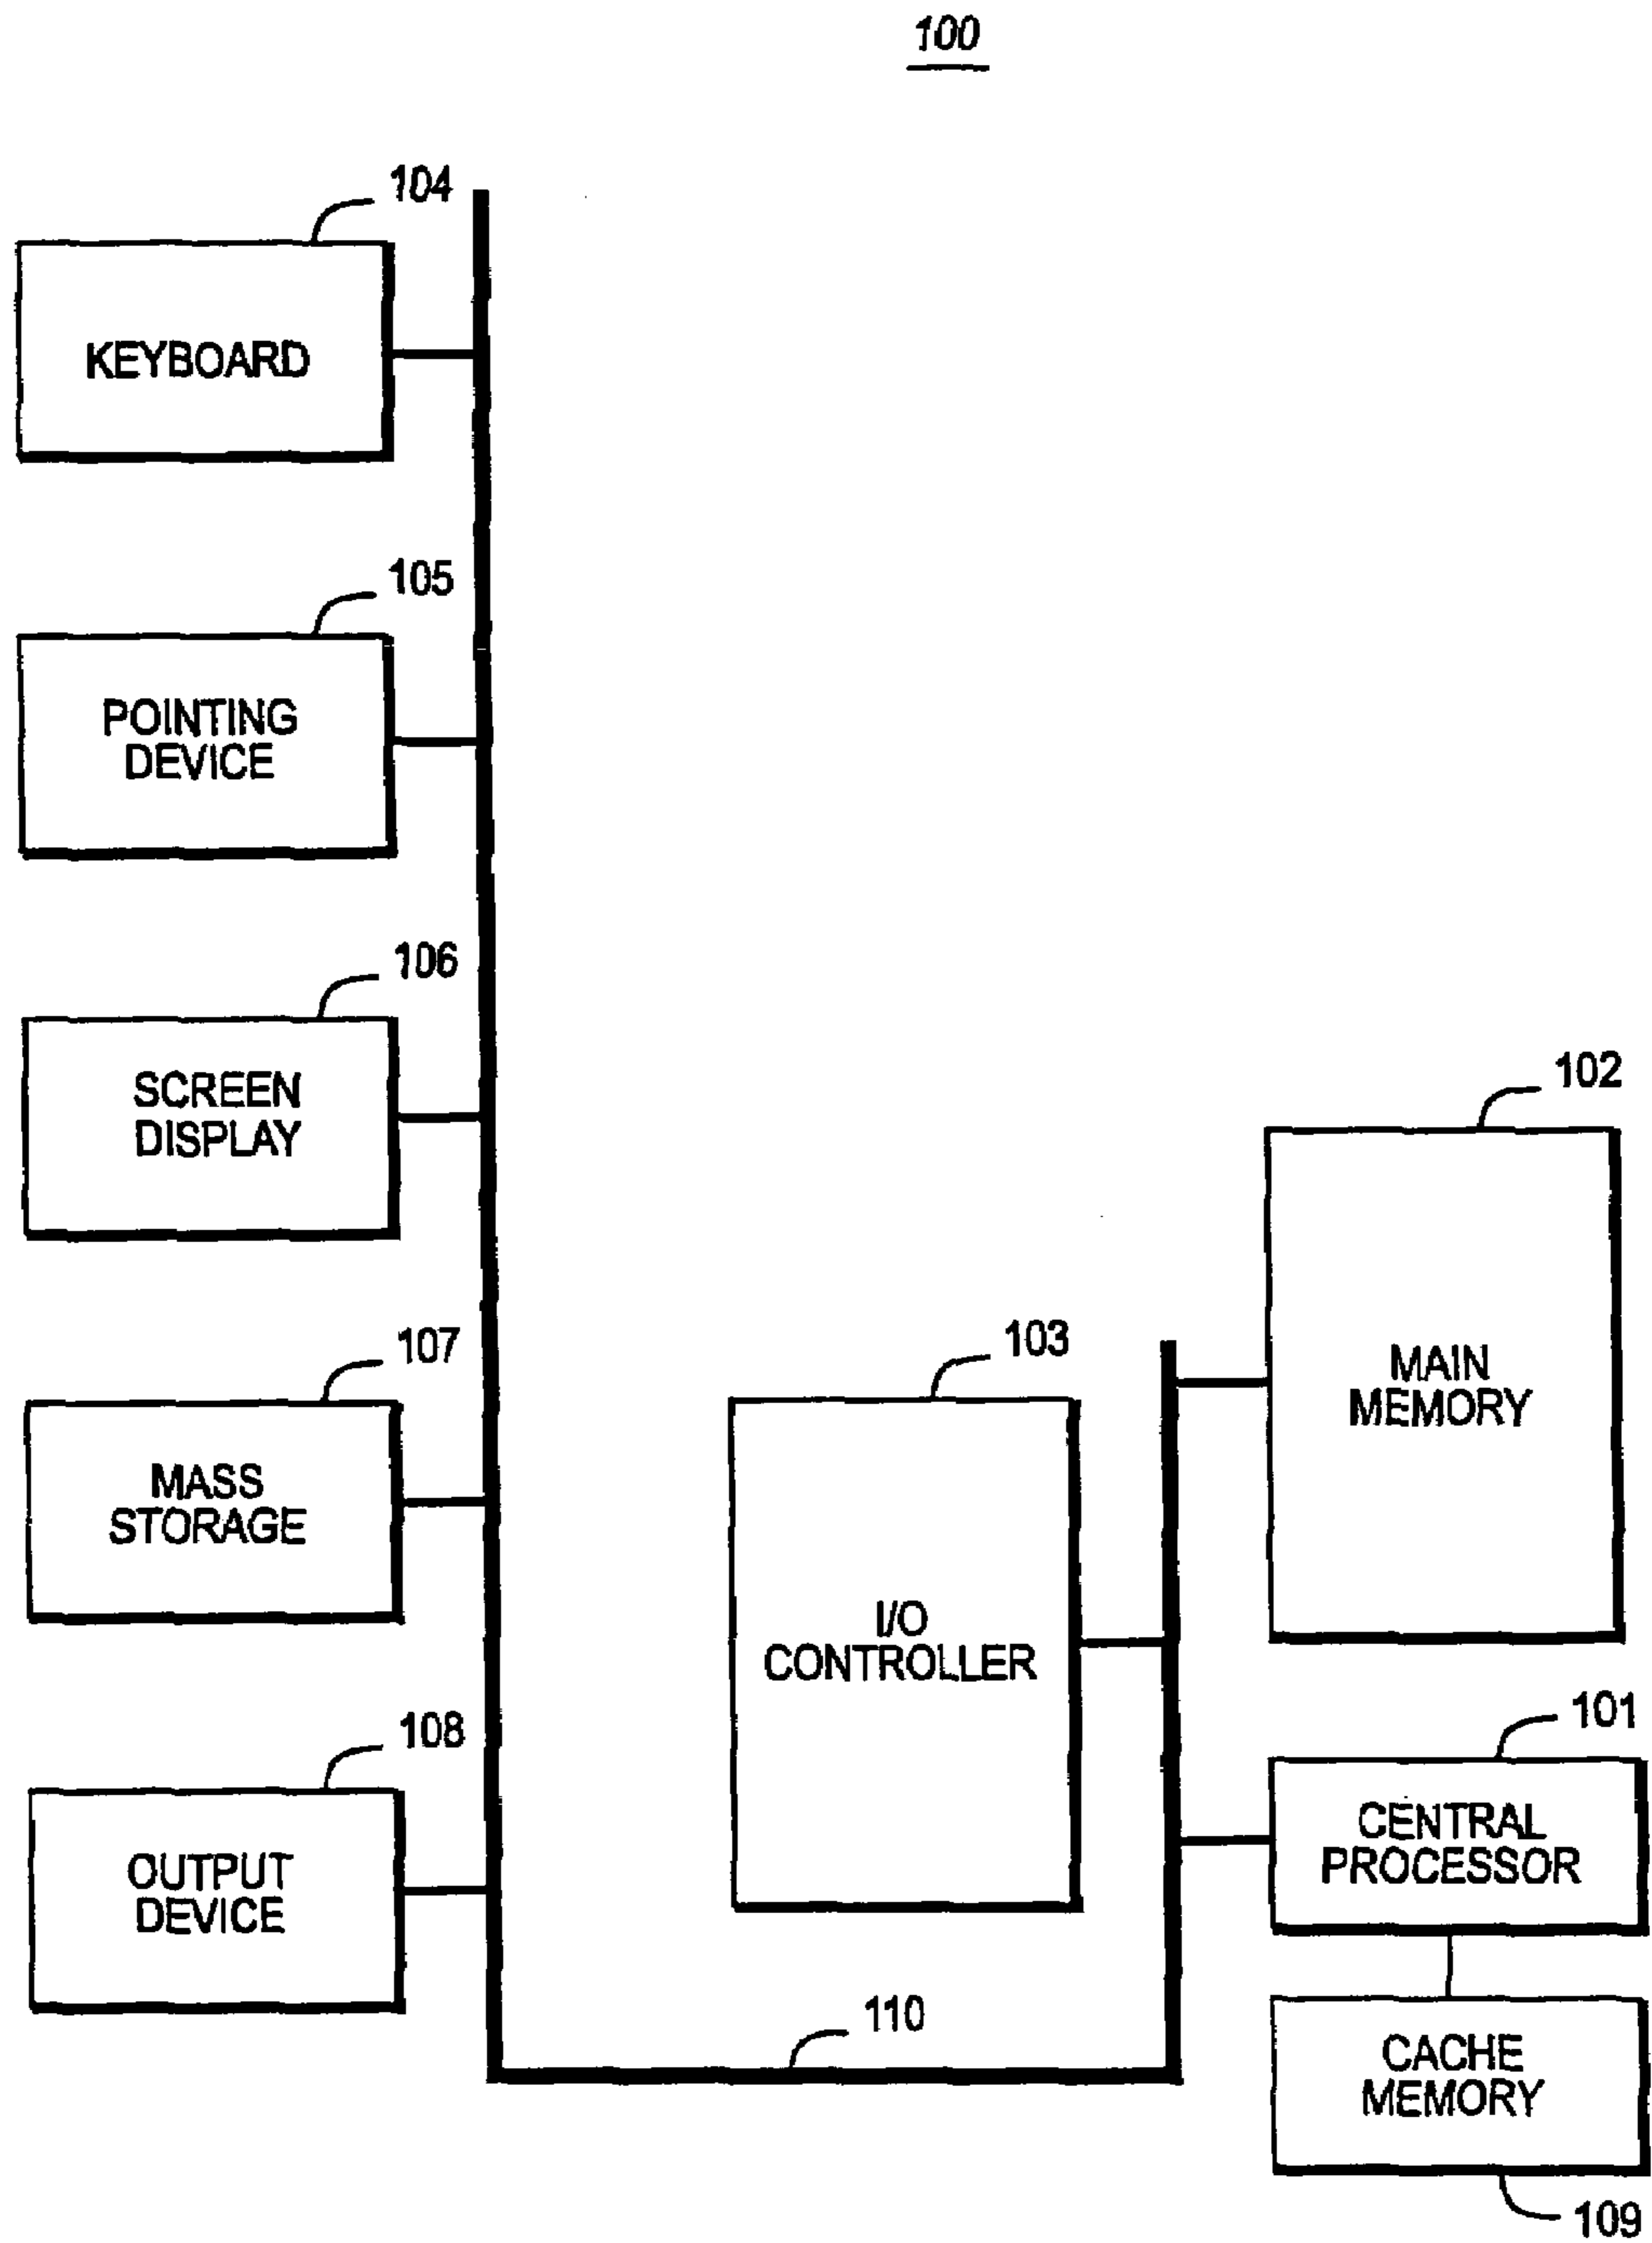 100
104
KEYBOARD
105
POINTING
DEVICE
106
SCREEN
DISPLAY
107
MASS
STORAGE
108
OUTPUT
DEVICE
103
I/O
CONTROLLER
102
MAIN
MEMORY
101
CENTRAL
PROCESSOR
CACHE
MEMORY
109
110